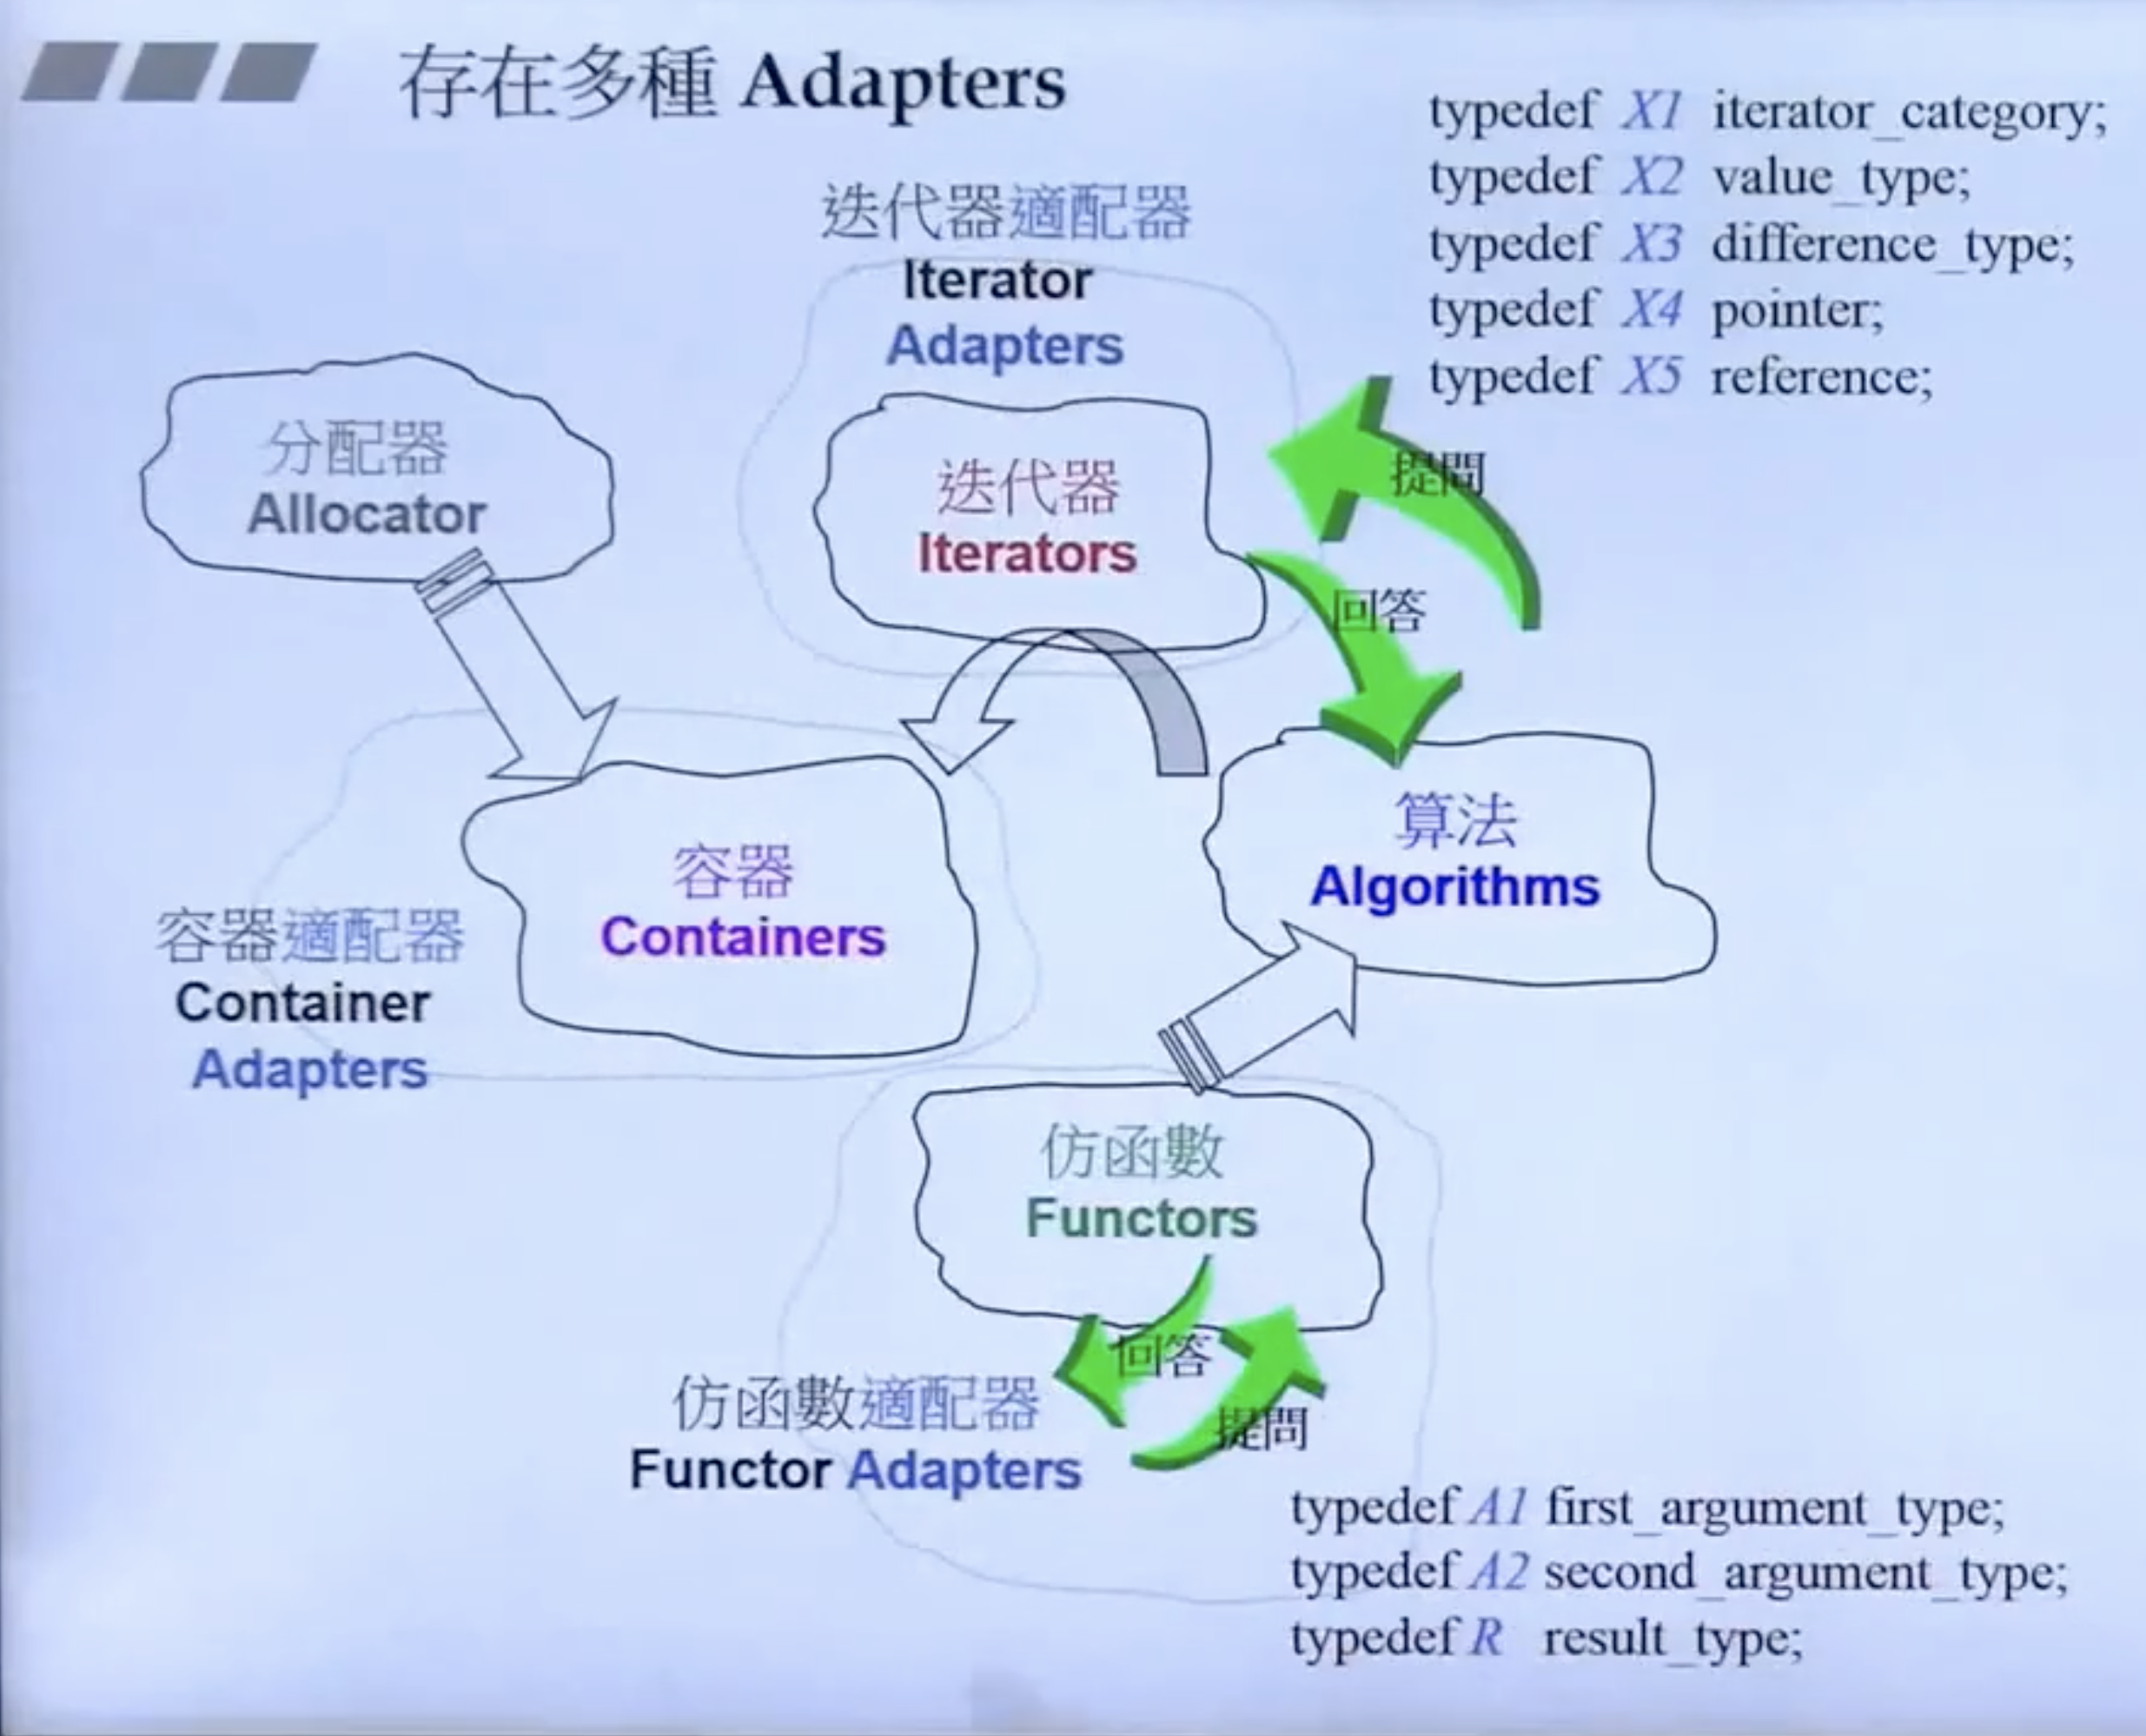 存在多種 Adapters
typedef X1 iterator_category;
typedef X2 value_type;
typedef X3 difference_type;
typedef X4 pointer;
typedef X5 reference;
迭代器適配器
Iterator
Adapters
分配器
Allocator
迭代器
Iterators
提問
回答
算法
Algorithms
容器
Containers
容器適配器
Container
Adapters
仿函數
Functors
回答
提問
仿函數適配器
Functor Adapters
typedef A1 first_argument_type;
typedef A2 second_argument_type;
typedef R result_type;